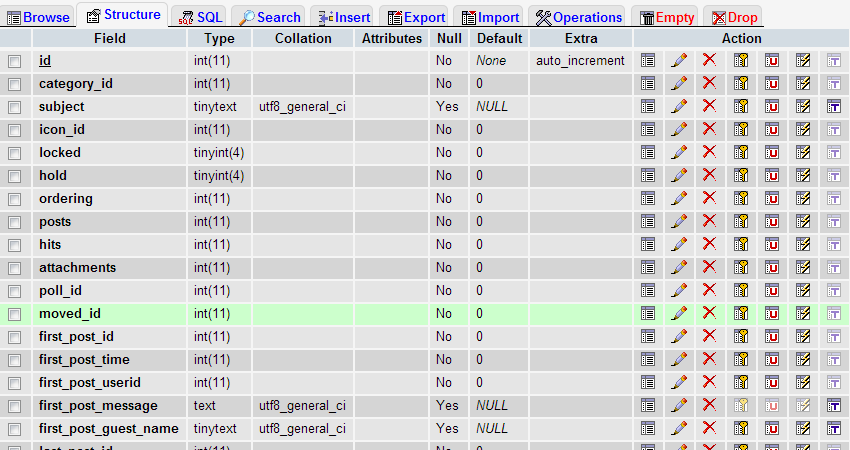 Browse Structure SQL Search Insert Export Import Operations Empty Drop
Field Type Collation Attributes Null Default Extra Action
id int(11) No None auto_increment
category_id int(11) No 0
subject tinytext utf8_general_ci Yes NULL
icon_id int(11) No 0
locked tinyint(4) No 0
hold tinyint(4) No 0
ordering int(11) No 0
posts int(11) No 0
hits int(11) No 0
attachments int(11) No 0
poll_id int(11) No 0
moved_id int(11) No 0
first_post_id int(11) No 0
first_post_time int(11) No 0
first_post_userid int(11) No 0
first_post_message text utf8_general_ci Yes NULL
first_post_guest_name tinytext utf8_general_ci Yes NULL
last_post_id int(11) No 0